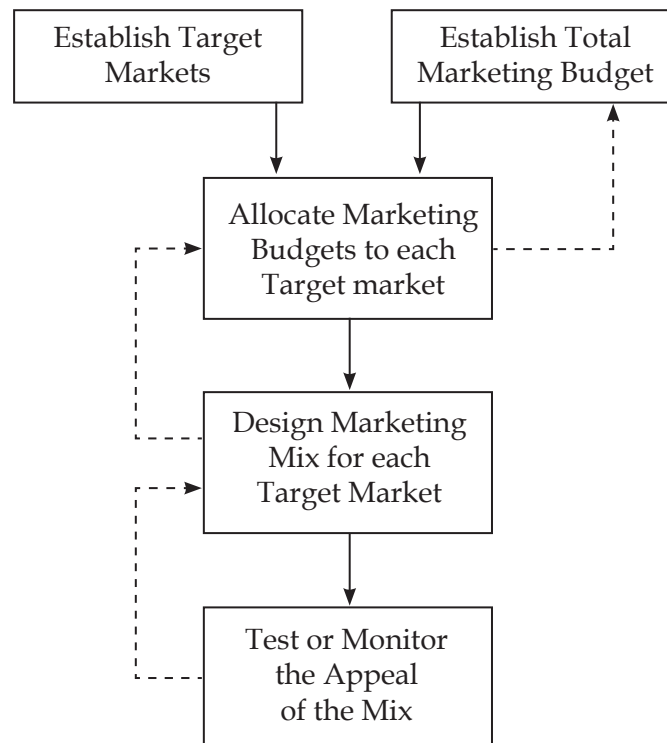 Establish Target
Markets
Establish Total
Marketing Budget
Allocate Marketing
Budgets to each
Target market
Design Marketing
Mix for each
Target Market
Test or Monitor
the Appeal
of the Mix